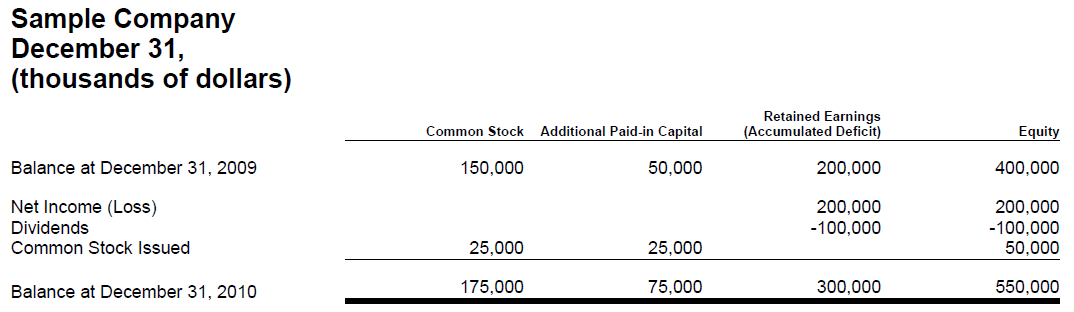 Sample Company
December 31,
(thousands of dollars)
Retained Earnings
Common Stock Additional Paid-in Capital (Accumulated Deficit) Equity
Balance at December 31, 2009 150,000 50,000 200,000 400,000
Net Income (Loss) 200,000 200,000
Dividends -100,000 -100,000
Common Stock Issued 25,000 25,000 50,000
Balance at December 31, 2010 175,000 75,000 300,000 550,000